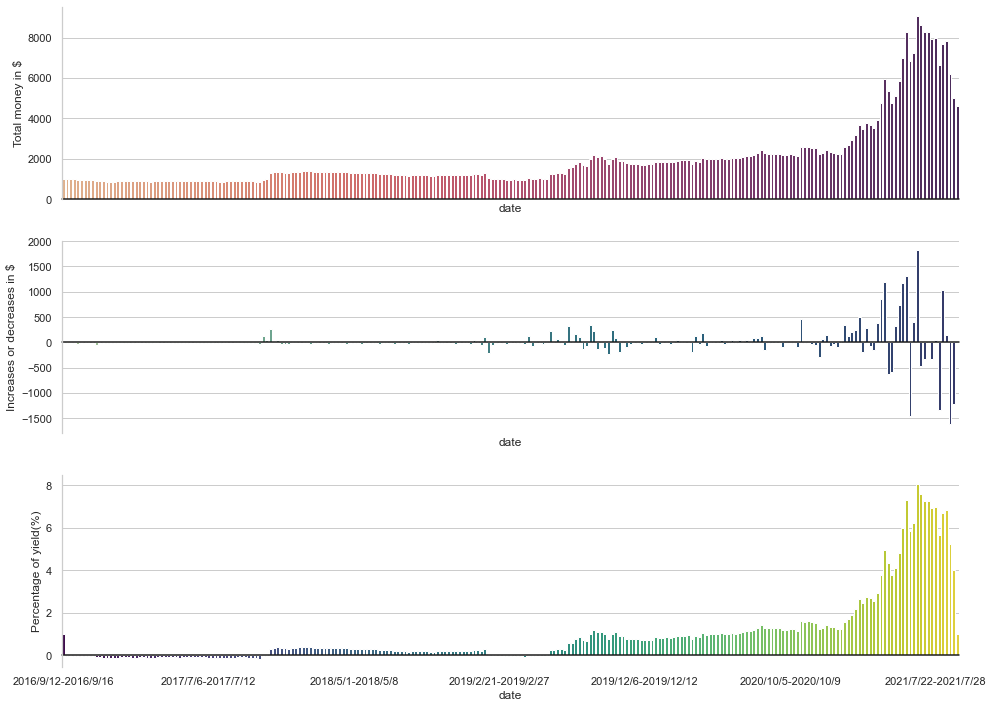 Total money in $
8000
6000
4000
2000
0
date
Increases or decreases in $
2000
1500
1000
500
0
−500
−1000
−1500
date
Percentage of yield(%)
8
6
4
2
0
2016/9/12-2016/9/16 2017/7/6-2017/7/12 2018/5/1-2018/5/8 2019/2/21-2019/2/27 2019/12/6-2019/12/12 2020/10/5-2020/10/9 2021/7/22-2021/7/28
date